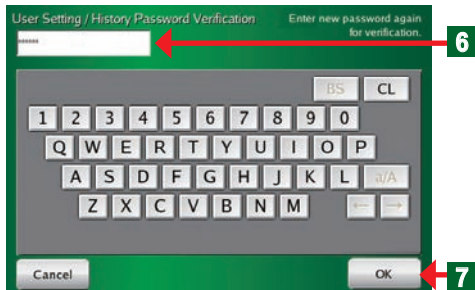 User Setting / History Password Verification
Enter new password again
for verification.
******
6
BS CL
1 2 3 4 5 6 7 8 9 0
Q W E R T Y U I O P
A S D F G H J K L a/A
Z X C V B N M ← →
Cancel OK
7